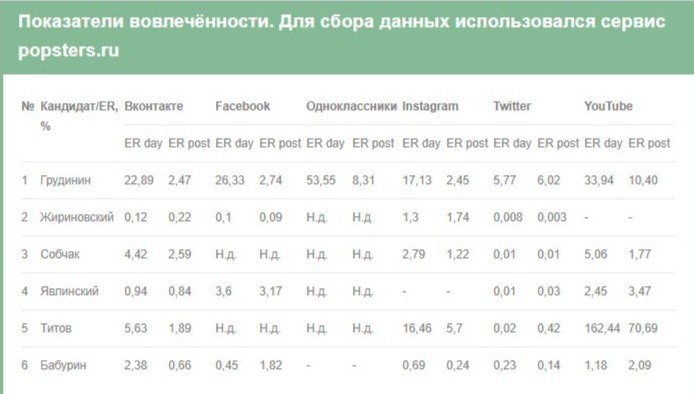 Показатели вовлечённости. Для сбора данных использовался сервис
popsters.ru
№ Кандидат/ER, % Вконтакте Facebook Одноклассники Instagram Twitter YouTube
ER day ER post ER day ER post ER day ER post ER day ER post ER day ER post ER day ER post
1 Грудинин 22,89 2,47 26,33 2,74 53,55 8,31 17,13 2,45 5,77 6,02 33,94 10,40
2 Жириновский 0,12 0,22 0,1 0,09 Н.д. Н.д 1,3 1,74 0,008 0,003 - -
3 Собчак 4,42 2,59 Н.д. Н.д. Н.д. Н.д. 2,79 1,22 0,01 0,01 5,06 1,77
4 Явлинский 0,94 0,84 3,6 3,17 Н.д. Н.д. - - 0,01 0,03 2,45 3,47
5 Титов 5,63 1,89 Н.д. Н.д. Н.д. Н.д. 16,46 5,7 0,02 0,42 162,44 70,69
6 Бабурин 2,38 0,66 0,45 1,82 - - 0,69 0,24 0,23 0,14 1,18 2,09